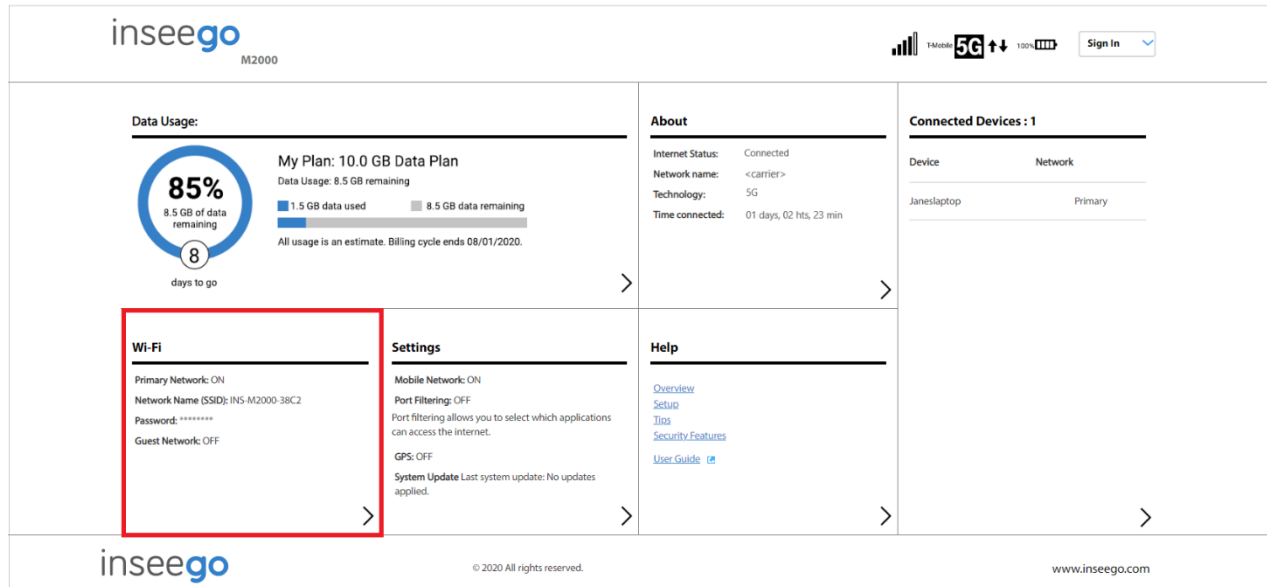 inseego
M2000
T-Mobile 5G 100% Sign In
Data Usage:
85%
8.5 GB of data
remaining
8
days to go
My Plan: 10.0 GB Data Plan
Data Usage: 8.5 GB remaining
1.5 GB data used 8.5 GB data remaining
All usage is an estimate. Billing cycle ends 08/01/2020.
About
Internet Status: Connected
Network name: <carrier>
Technology: 5G
Time connected: 01 days, 02 hts, 23 min
Connected Devices : 1
Device Network
Janeslaptop Primary
Wi-Fi
Primary Network: ON
Network Name (SSID): INS-M2000-38C2
Password: ********
Guest Network: OFF
Settings
Mobile Network: ON
Port Filtering: OFF
Port filtering allows you to select which applications
can access the internet.
GPS: OFF
System Update Last system update: No updates
applied.
Help
Overview
Setup
Tips
Security Features
User Guide
inseego
© 2020 All rights reserved.
www.inseego.com